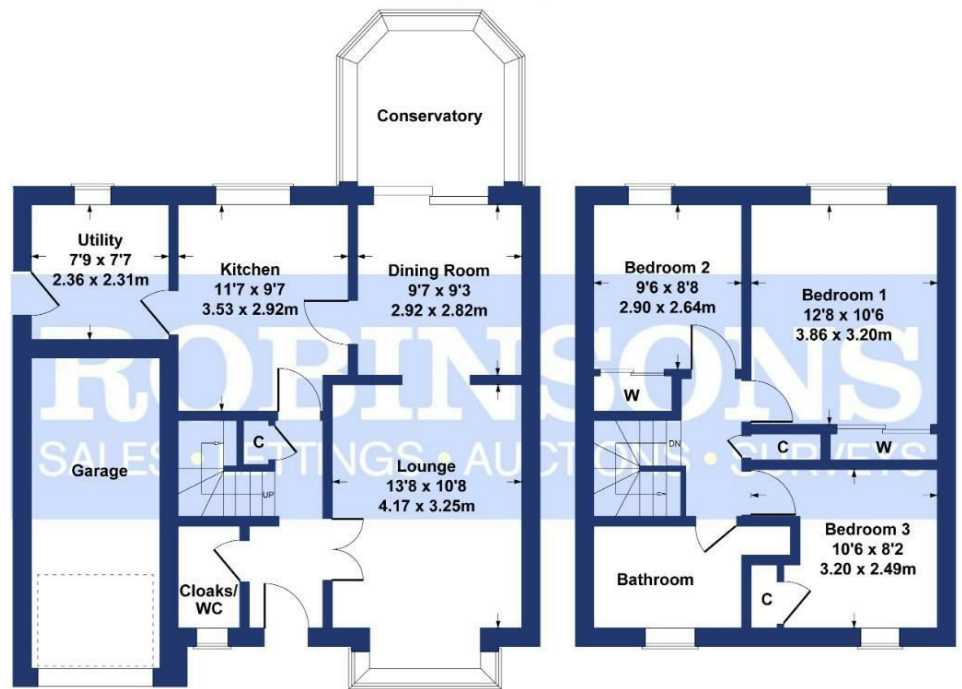 Conservatory
Utility
7'9 x 7'7
2.36 x 2.31m
Kitchen
11'7 x 9'7
3.53 x 2.92m
Dining Room
9'7 x 9'3
2.92 x 2.82m
Garage
C
UP
Lounge
13'8 x 10'8
4.17 x 3.25m
Cloaks/
WC
Bedroom 2
9'6 x 8'8
2.90 x 2.64m
Bedroom 1
12'8 x 10'6
3.86 x 3.20m
W
DN
C
W
Bedroom 3
10'6 x 8'2
3.20 x 2.49m
Bathroom
C
ROBINSONS
SALES • LETTINGS • AUCTIONS • SURVEYS